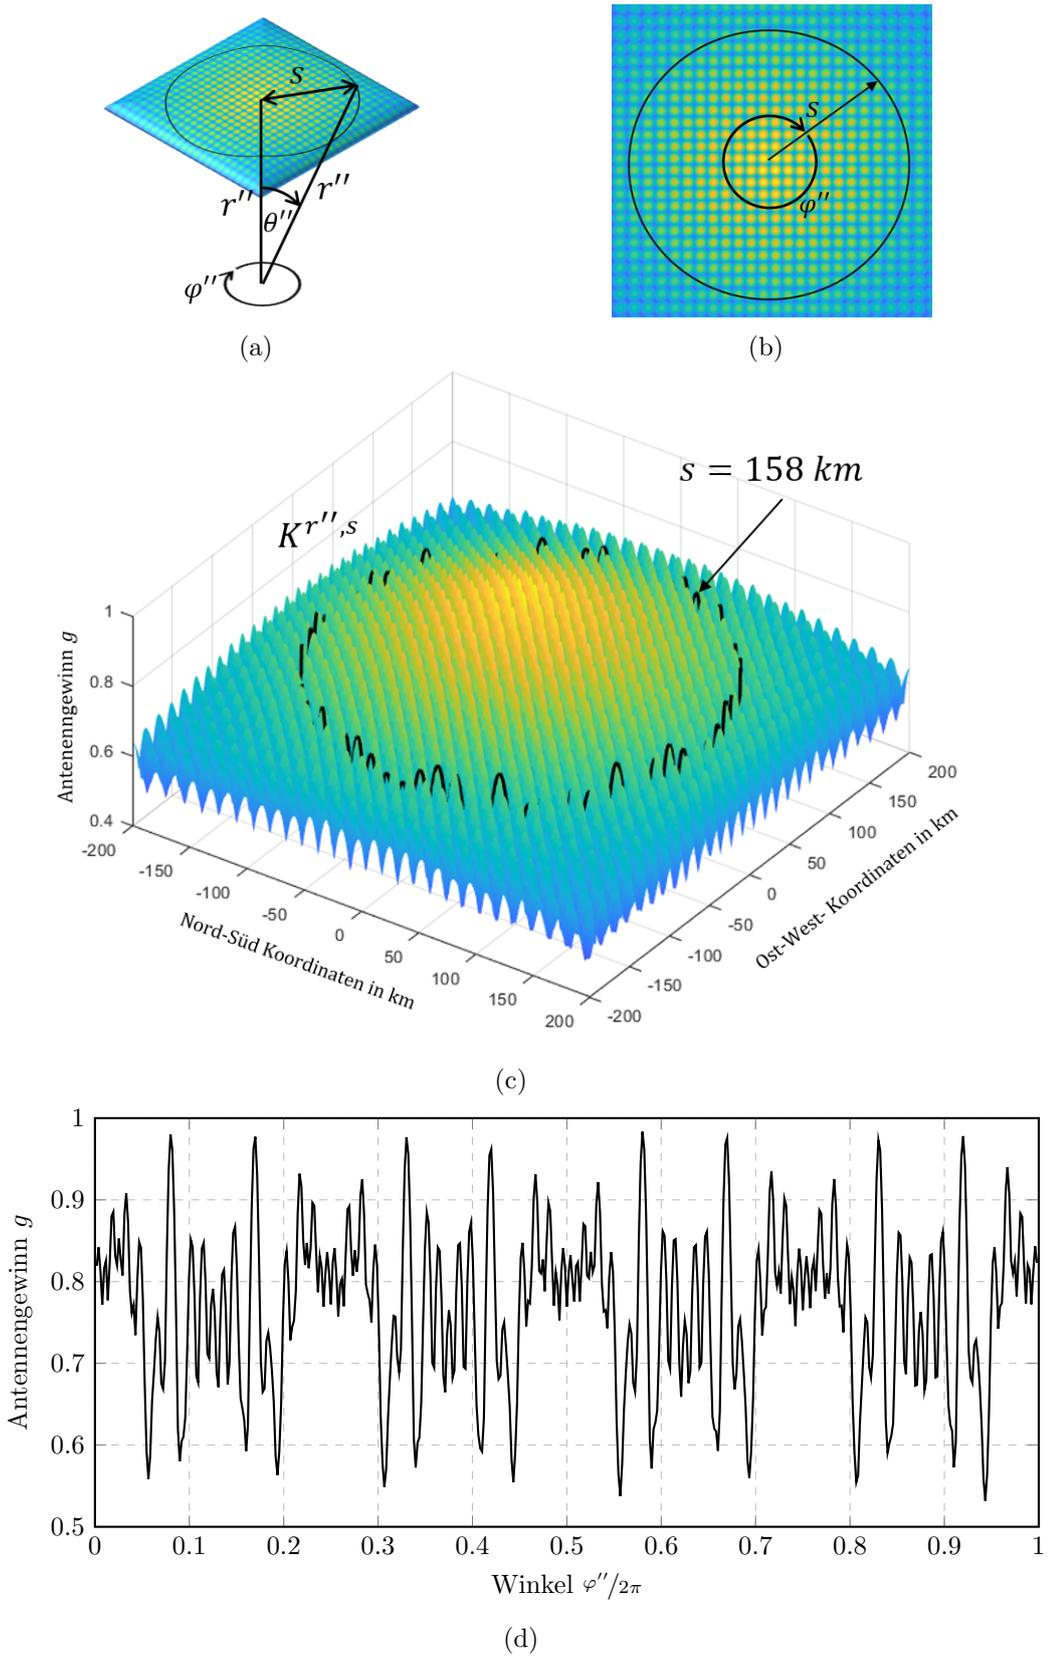 s
r''
r''
θ''
φ''
(a)
s
φ''
(b)
s = 158 km
K^{r'',s}
Antenenngewinn g
1
0.8
0.6
0.4
-200
-150
-100
-50
0
50
100
150
200
Nord-Süd Koordinaten in km
-200
-150
-100
-50
0
50
100
150
200
Ost-West- Koordinaten in km
(c)
Antennengewinn g
1
0.9
0.8
0.7
0.6
0.5
0 0.1 0.2 0.3 0.4 0.5 0.6 0.7 0.8 0.9 1
Winkel φ''/2π
(d)